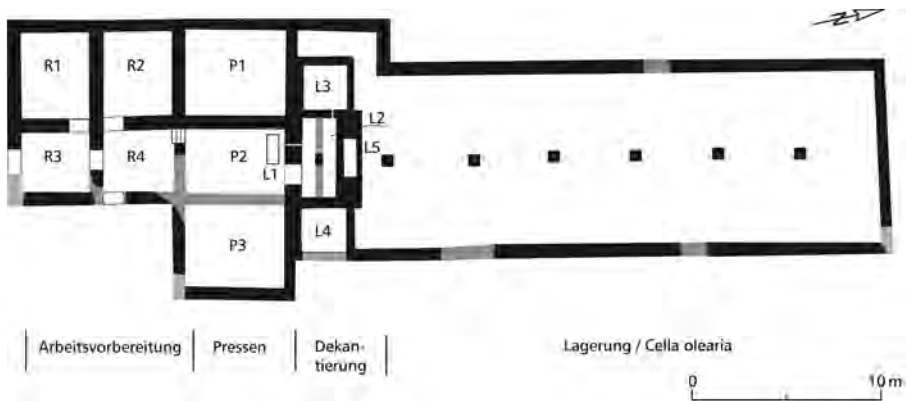 N
R1 R2 P1
L3
L2
R3 R4 P2 L5
L1
P3 L4
Arbeitsvorbereitung Pressen Dekan- Lagerung / Cella olearia
tierung
0 10 m